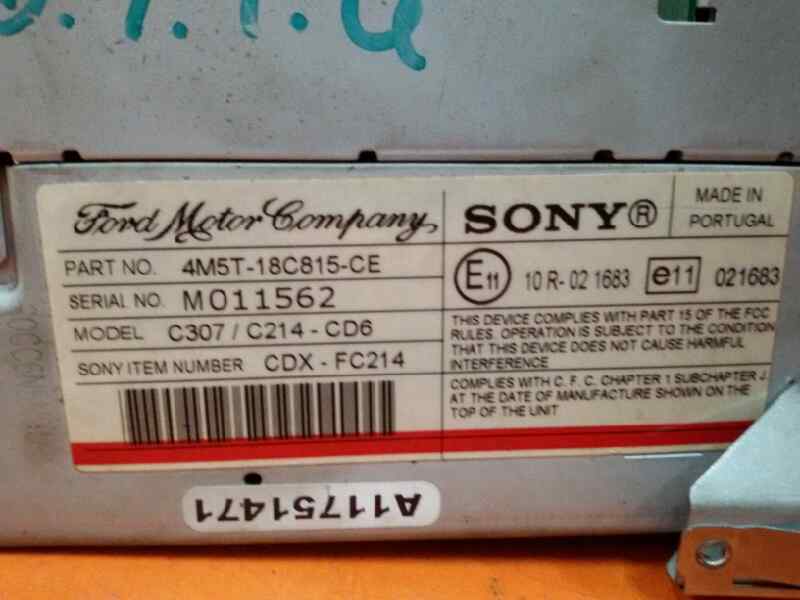 Ford Motor Company
SONY®
MADE IN PORTUGAL
PART NO. 4M5T-18C815-CE
SERIAL NO. M011562
MODEL C307 / C214 - CD6
SONY ITEM NUMBER CDX - FC214
E11 10 R- 02 1683 e11 021683
THIS DEVICE COMPLIES WITH PART 15 OF THE FCC
RULES. OPERATION IS SUBJECT TO THE CONDITION
THAT THIS DEVICE DOES NOT CAUSE HARMFUL
INTERFERENCE
COMPLIES WITH C. F. C. CHAPTER 1 SUBCHAPTER J
AT THE DATE OF MANUFACTURE SHOWN ON THE
TOP OF THE UNIT
A11751471